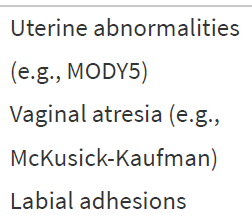 Uterine abnormalities
(e.g., MODY5)
Vaginal atresia (e.g.,
McKusick-Kaufman)
Labial adhesions